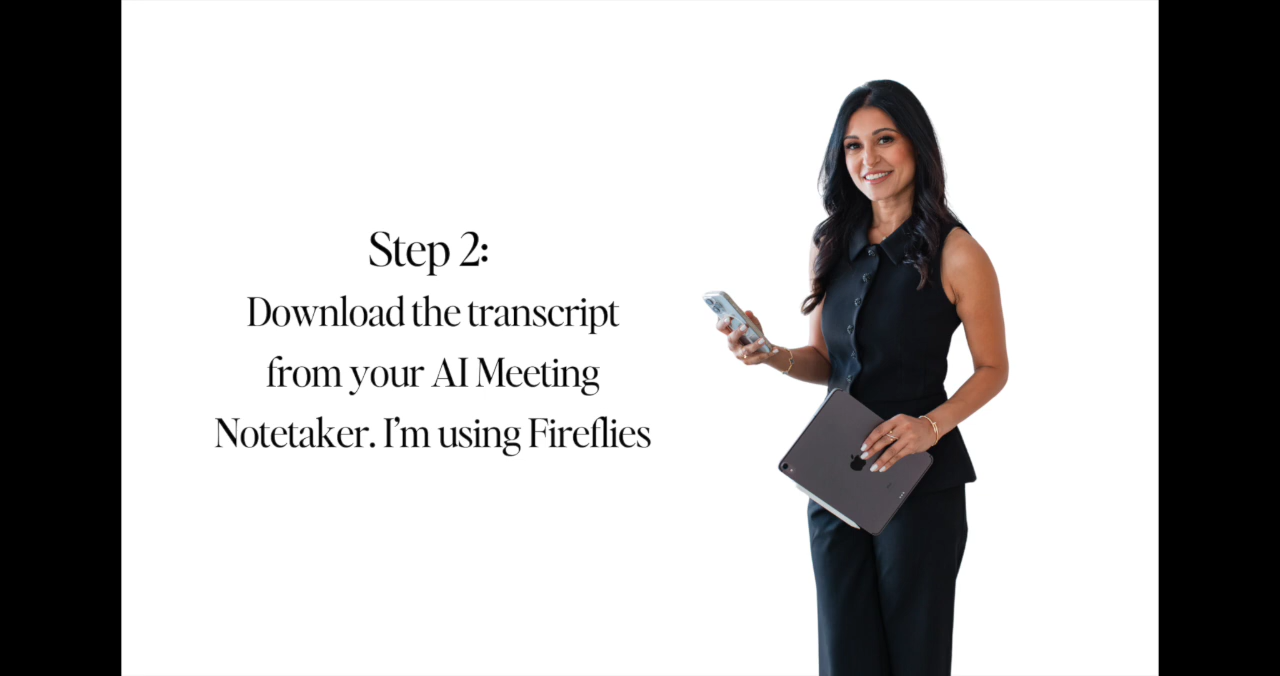 Step 2:
Download the transcript
from your AI Meeting
Notetaker. I'm using Fireflies